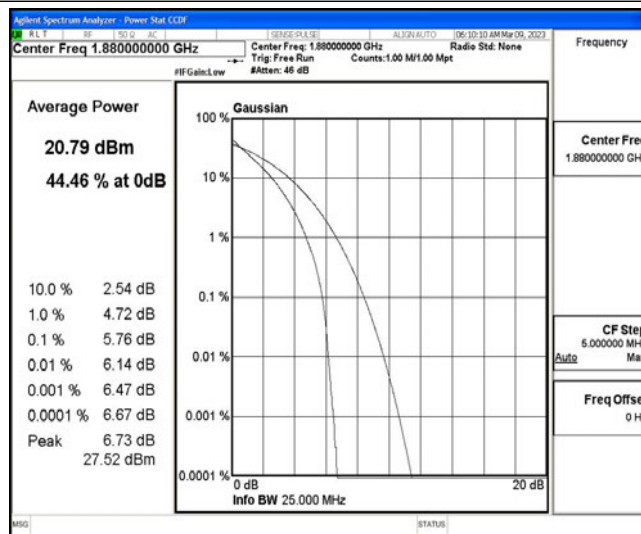 Agilent Spectrum Analyzer - Power Stat CCDF
RLT RF 50 Ω AC SENSE:PULSE ALIGN AUTO 06:10:10 AM Mar 09, 2023
Center Freq 1.880000000 GHz
Center Freq: 1.880000000 GHz Radio Std: None
Trig: Free Run Counts:1.00 M/1.00 Mpt
#IFGain:Low #Atten: 46 dB
Frequency
Average Power
20.79 dBm
44.46 % at 0dB
10.0 % 2.54 dB
1.0 % 4.72 dB
0.1 % 5.76 dB
0.01 % 6.14 dB
0.001 % 6.47 dB
0.0001 % 6.67 dB
Peak 6.73 dB
27.52 dBm
Gaussian
100 %
10 %
1 %
0.1 %
0.01 %
0.001 %
0.0001 %
0 dB 20 dB
Info BW 25.000 MHz
Center Fre
1.880000000 GH
CF Ste
5.000000 MH
Auto Ma
Freq Offse
0 H
MSG STATUS